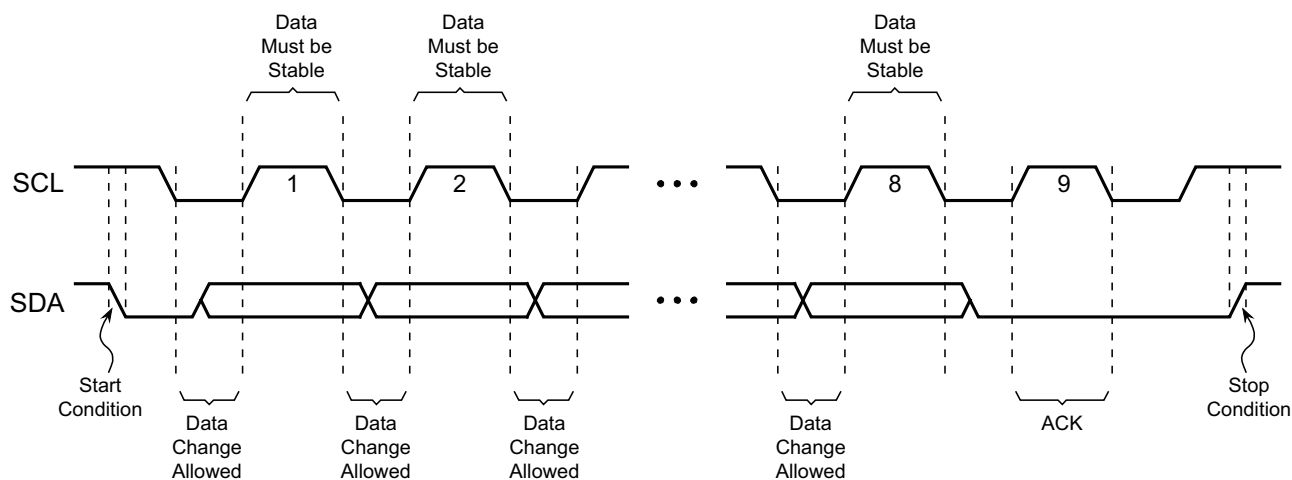 Data
Must be
Stable
Data
Must be
Stable
Data
Must be
Stable
SCL
1
2
8
9
SDA
Start
Condition
Data
Change
Allowed
Data
Change
Allowed
Data
Change
Allowed
Data
Change
Allowed
ACK
Stop
Condition